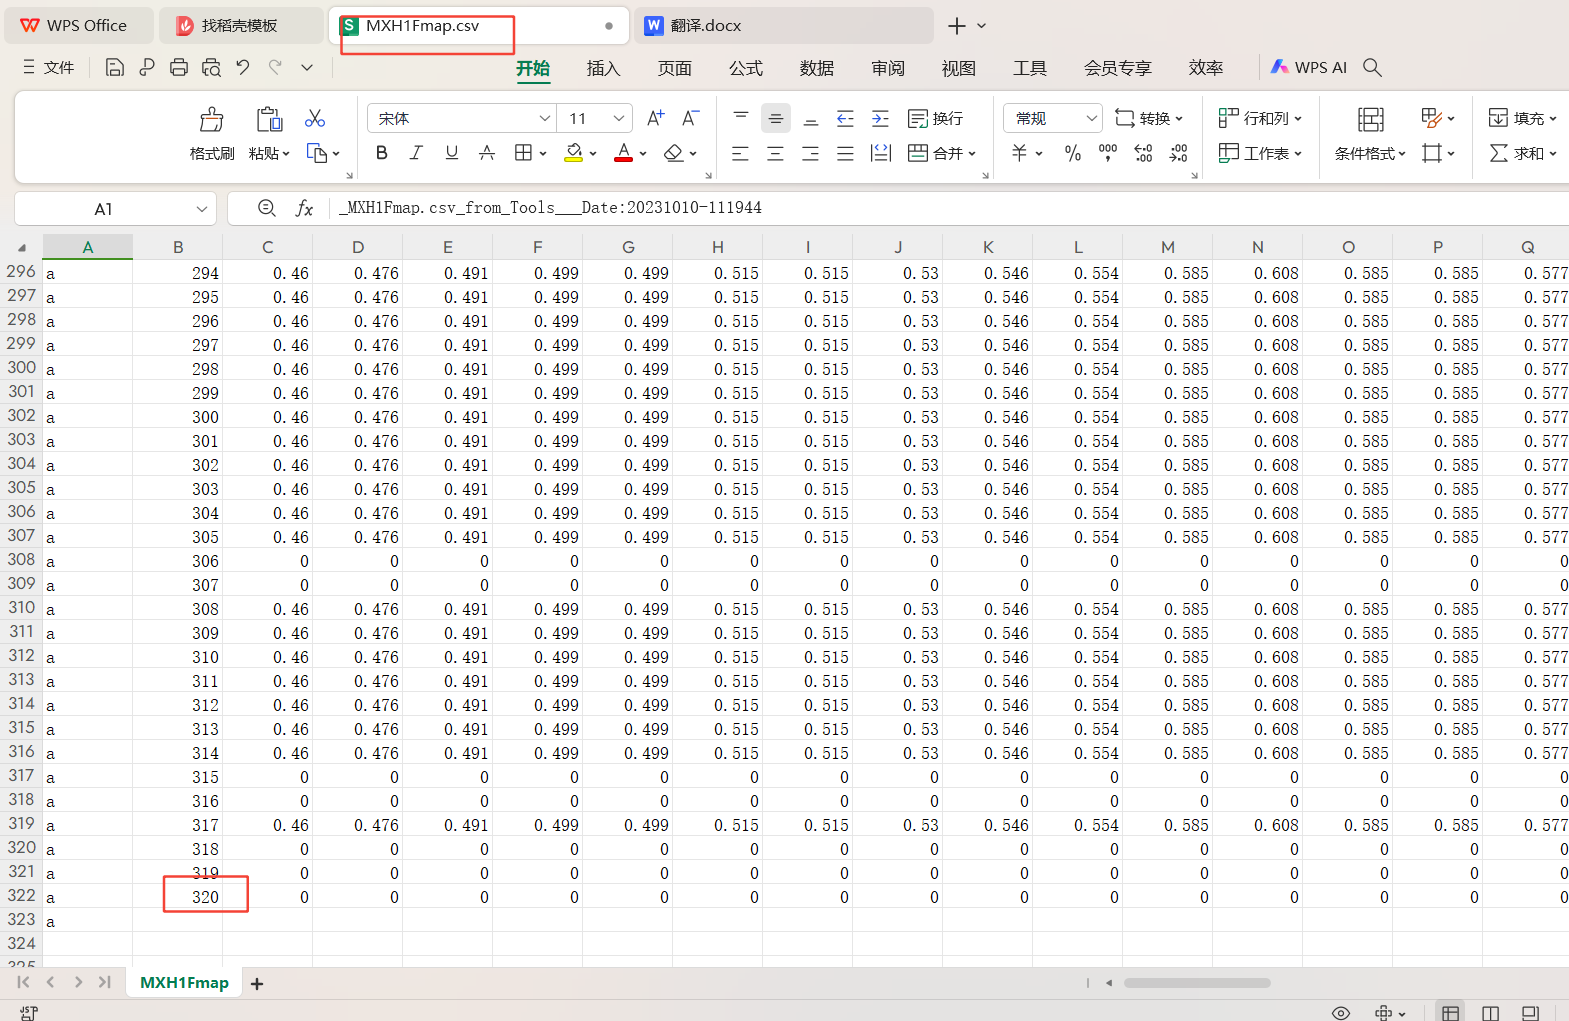 WPS Office 找稻壳模板 MXH1Fmap.csv 翻译.docx
文件 开始 插入 页面 公式 数据 审阅 视图 工具 会员专享 效率 WPS AI
宋体 11 A+ A- 换行 常规 转换 行和列 填充
格式刷 粘贴 B I U A A 合并 % 000 工作表 条件格式 求和
A1 fx _MXH1Fmap.csv_from_Tools___Date:20231010-111944
A B C D E F G H I J K L M N O P Q
296 a 294 0.46 0.476 0.491 0.499 0.499 0.515 0.515 0.53 0.546 0.554 0.585 0.608 0.585 0.585 0.577
297 a 295 0.46 0.476 0.491 0.499 0.499 0.515 0.515 0.53 0.546 0.554 0.585 0.608 0.585 0.585 0.577
298 a 296 0.46 0.476 0.491 0.499 0.499 0.515 0.515 0.53 0.546 0.554 0.585 0.608 0.585 0.585 0.577
299 a 297 0.46 0.476 0.491 0.499 0.499 0.515 0.515 0.53 0.546 0.554 0.585 0.608 0.585 0.585 0.577
300 a 298 0.46 0.476 0.491 0.499 0.499 0.515 0.515 0.53 0.546 0.554 0.585 0.608 0.585 0.585 0.577
301 a 299 0.46 0.476 0.491 0.499 0.499 0.515 0.515 0.53 0.546 0.554 0.585 0.608 0.585 0.585 0.577
302 a 300 0.46 0.476 0.491 0.499 0.499 0.515 0.515 0.53 0.546 0.554 0.585 0.608 0.585 0.585 0.577
303 a 301 0.46 0.476 0.491 0.499 0.499 0.515 0.515 0.53 0.546 0.554 0.585 0.608 0.585 0.585 0.577
304 a 302 0.46 0.476 0.491 0.499 0.499 0.515 0.515 0.53 0.546 0.554 0.585 0.608 0.585 0.585 0.577
305 a 303 0.46 0.476 0.491 0.499 0.499 0.515 0.515 0.53 0.546 0.554 0.585 0.608 0.585 0.585 0.577
306 a 304 0.46 0.476 0.491 0.499 0.499 0.515 0.515 0.53 0.546 0.554 0.585 0.608 0.585 0.585 0.577
307 a 305 0.46 0.476 0.491 0.499 0.499 0.515 0.515 0.53 0.546 0.554 0.585 0.608 0.585 0.585 0.577
308 a 306 0 0 0 0 0 0 0 0 0 0 0 0 0 0 0
309 a 307 0 0 0 0 0 0 0 0 0 0 0 0 0 0 0
310 a 308 0.46 0.476 0.491 0.499 0.499 0.515 0.515 0.53 0.546 0.554 0.585 0.608 0.585 0.585 0.577
311 a 309 0.46 0.476 0.491 0.499 0.499 0.515 0.515 0.53 0.546 0.554 0.585 0.608 0.585 0.585 0.577
312 a 310 0.46 0.476 0.491 0.499 0.499 0.515 0.515 0.53 0.546 0.554 0.585 0.608 0.585 0.585 0.577
313 a 311 0.46 0.476 0.491 0.499 0.499 0.515 0.515 0.53 0.546 0.554 0.585 0.608 0.585 0.585 0.577
314 a 312 0.46 0.476 0.491 0.499 0.499 0.515 0.515 0.53 0.546 0.554 0.585 0.608 0.585 0.585 0.577
315 a 313 0.46 0.476 0.491 0.499 0.499 0.515 0.515 0.53 0.546 0.554 0.585 0.608 0.585 0.585 0.577
316 a 314 0.46 0.476 0.491 0.499 0.499 0.515 0.515 0.53 0.546 0.554 0.585 0.608 0.585 0.585 0.577
317 a 315 0 0 0 0 0 0 0 0 0 0 0 0 0 0 0
318 a 316 0 0 0 0 0 0 0 0 0 0 0 0 0 0 0
319 a 317 0.46 0.476 0.491 0.499 0.499 0.515 0.515 0.53 0.546 0.554 0.585 0.608 0.585 0.585 0.577
320 a 318 0 0 0 0 0 0 0 0 0 0 0 0 0 0 0
321 a 319 0 0 0 0 0 0 0 0 0 0 0 0 0 0 0
322 a 320 0 0 0 0 0 0 0 0 0 0 0 0 0 0 0
323 a
324
325
MXH1Fmap